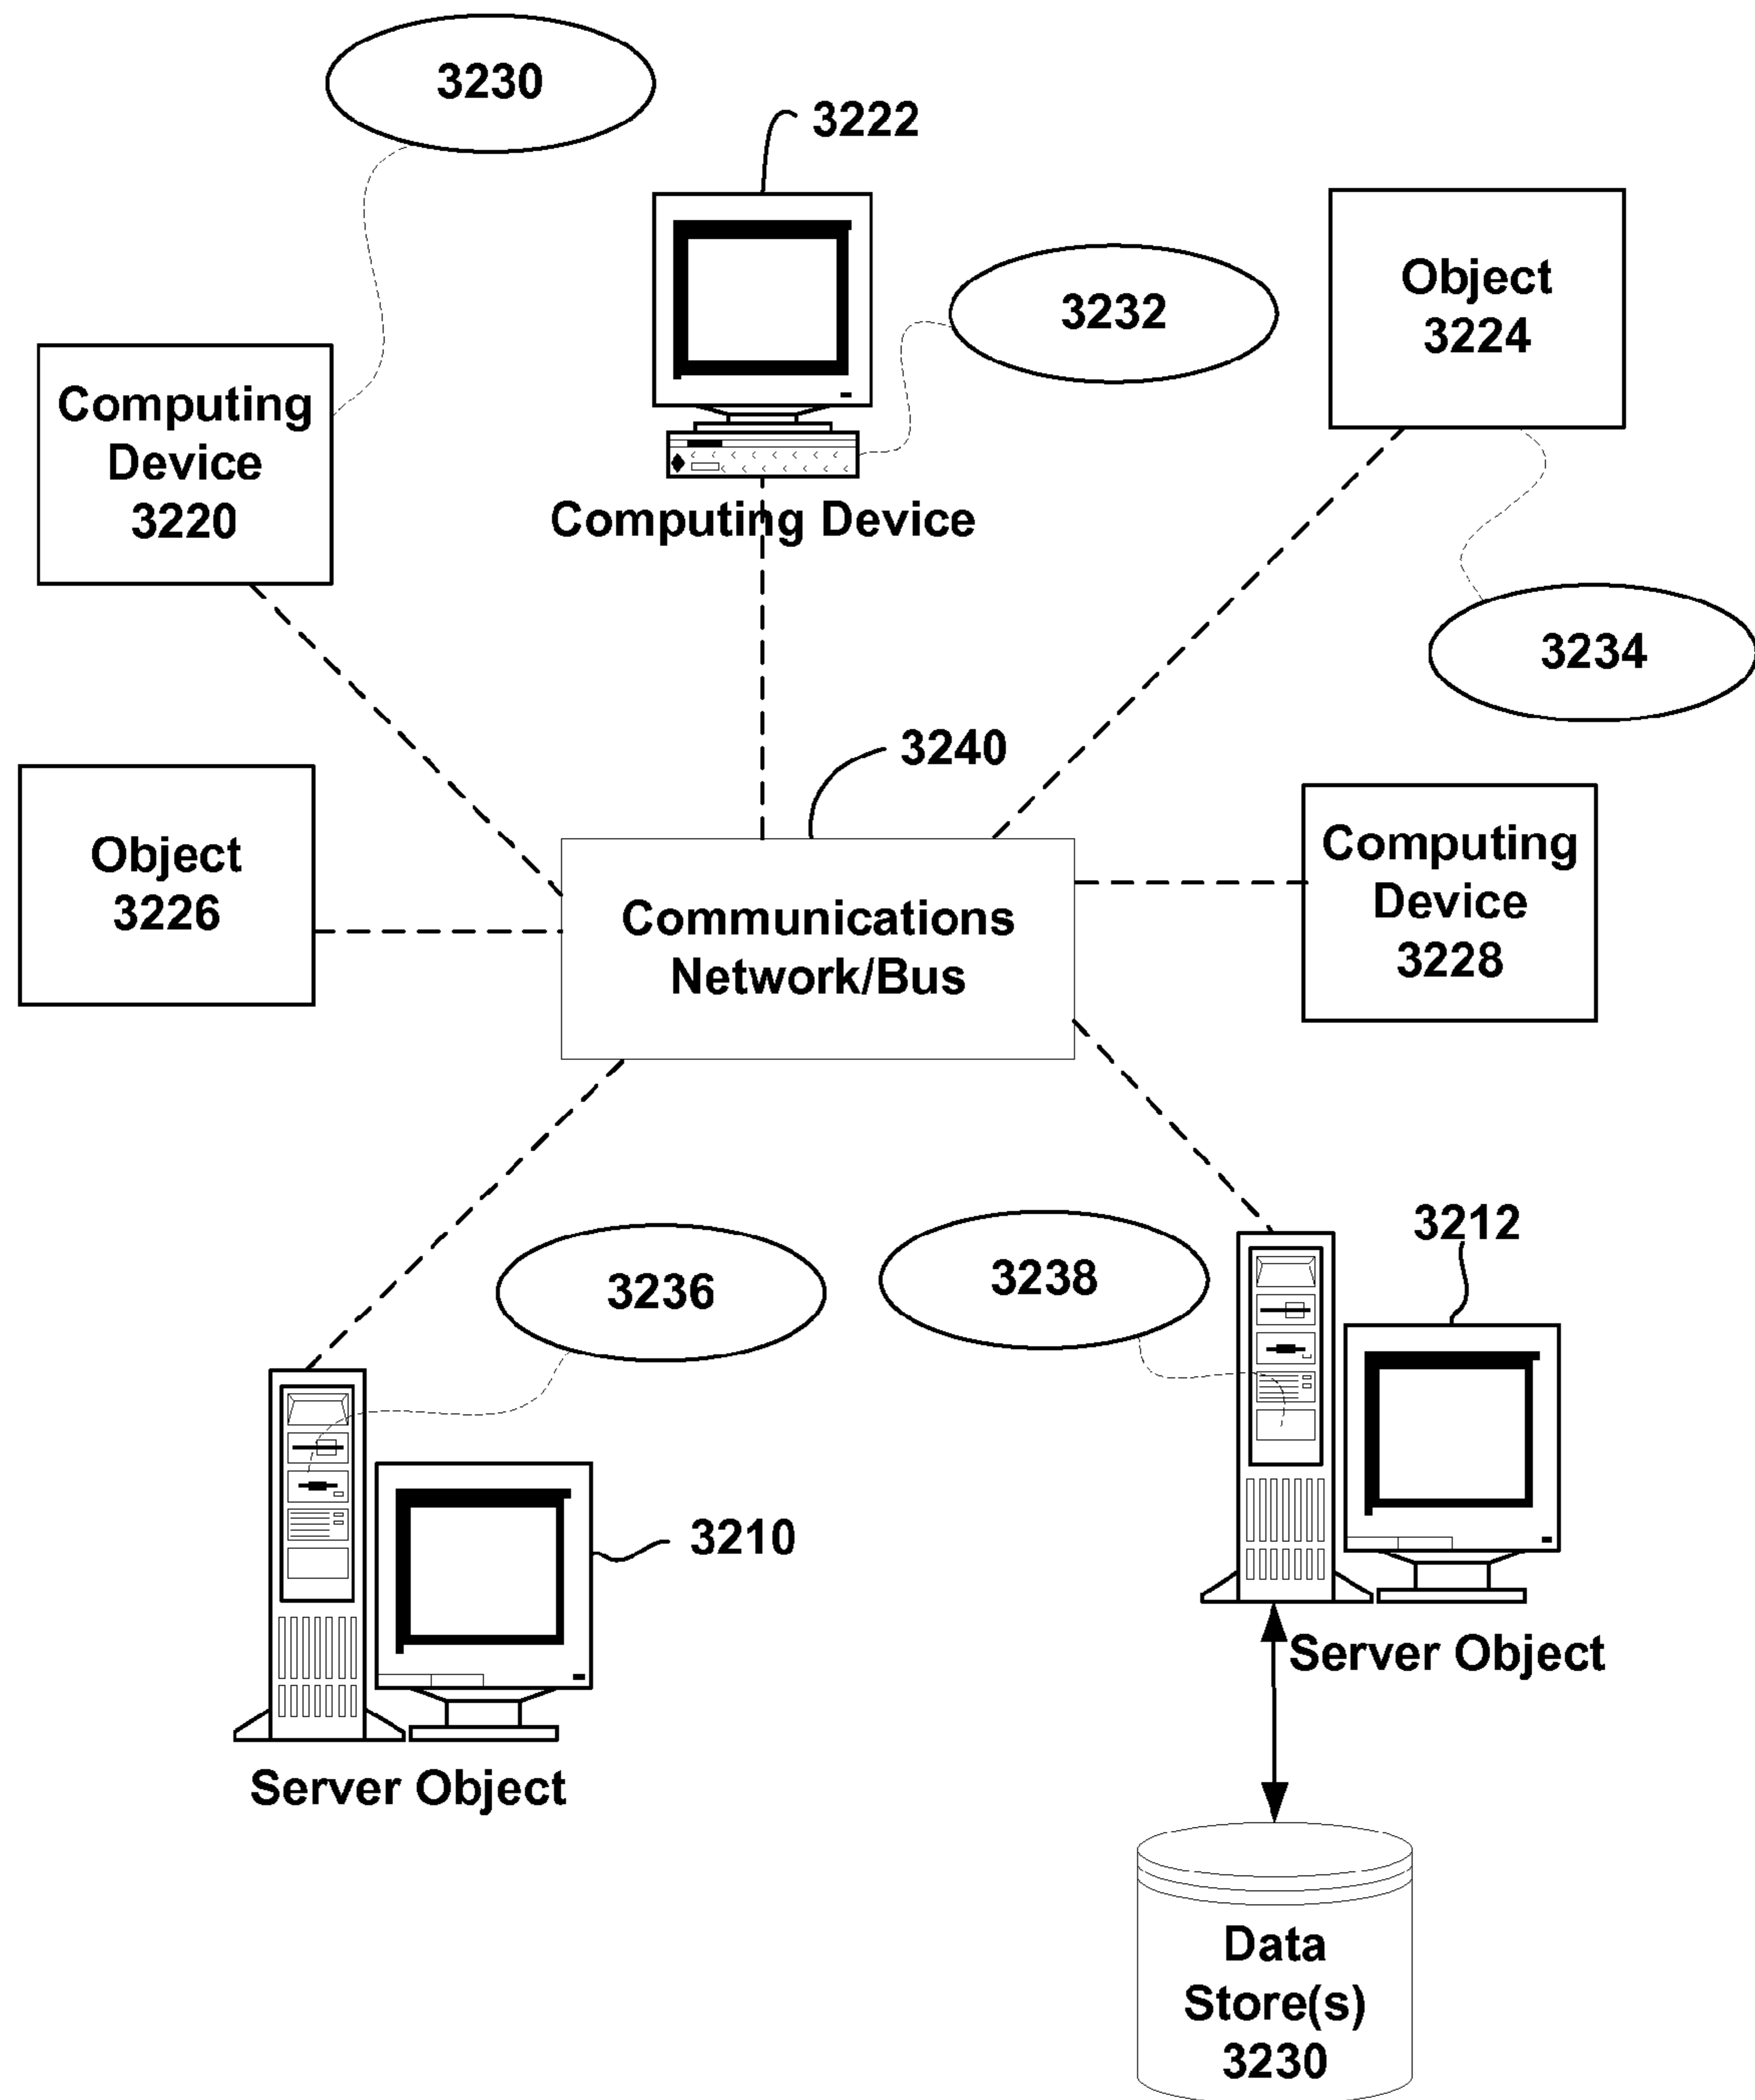 3230
3222
3232
Object
3224
Computing
Device
3220
Computing Device
3234
3240
Object
3226
Computing
Device
3228
Communications
Network/Bus
3236
3238
3212
3210
Server Object
Server Object
Data
Store(s)
3230